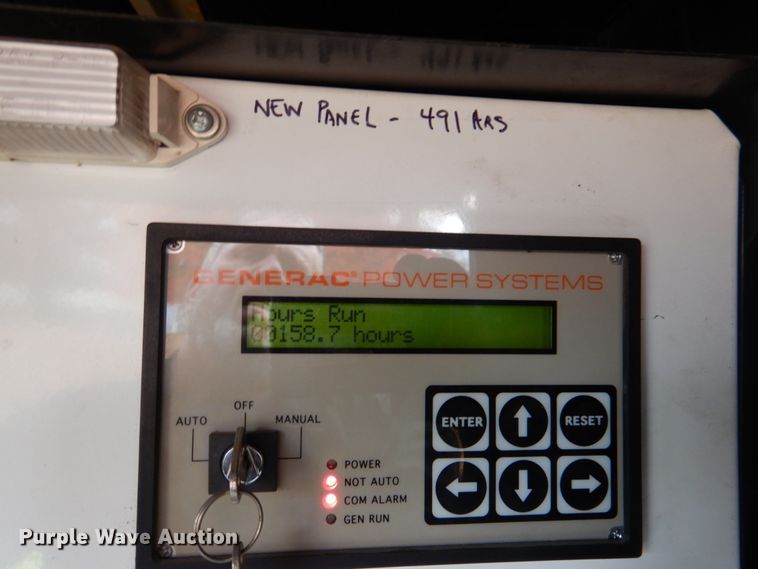 NEW PANEL - 491 HRS
GENERAC® POWER SYSTEMS
Hours Run
00158.7 hours
OFF
AUTO
MANUAL
ENTER
RESET
POWER
NOT AUTO
COM ALARM
GEN RUN
Purple Wave Auction